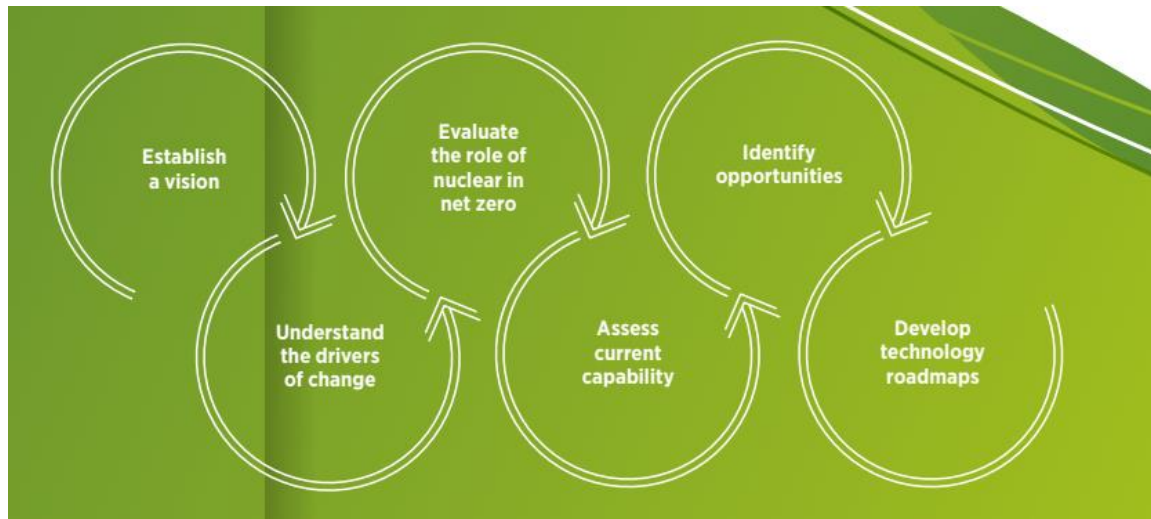 Establish
a vision
Understand
the drivers
of change
Evaluate
the role of
nuclear in
net zero
Assess
current
capability
Identify
opportunities
Develop
technology
roadmaps